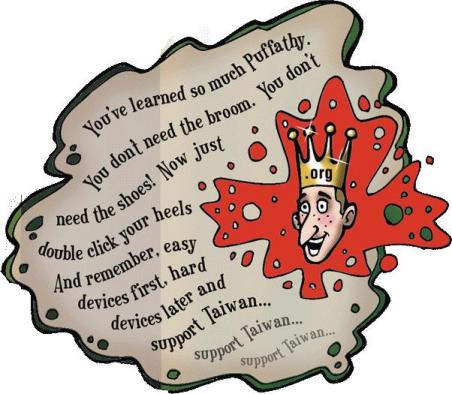 You've learned so much Puffathy.
You dont need the broom. You don't
need the shoes! Now just
double click your heels
And remember, easy
devices first, hard
devices later and
support Taiwan...
support Taiwan...
support Taiwan...
.org